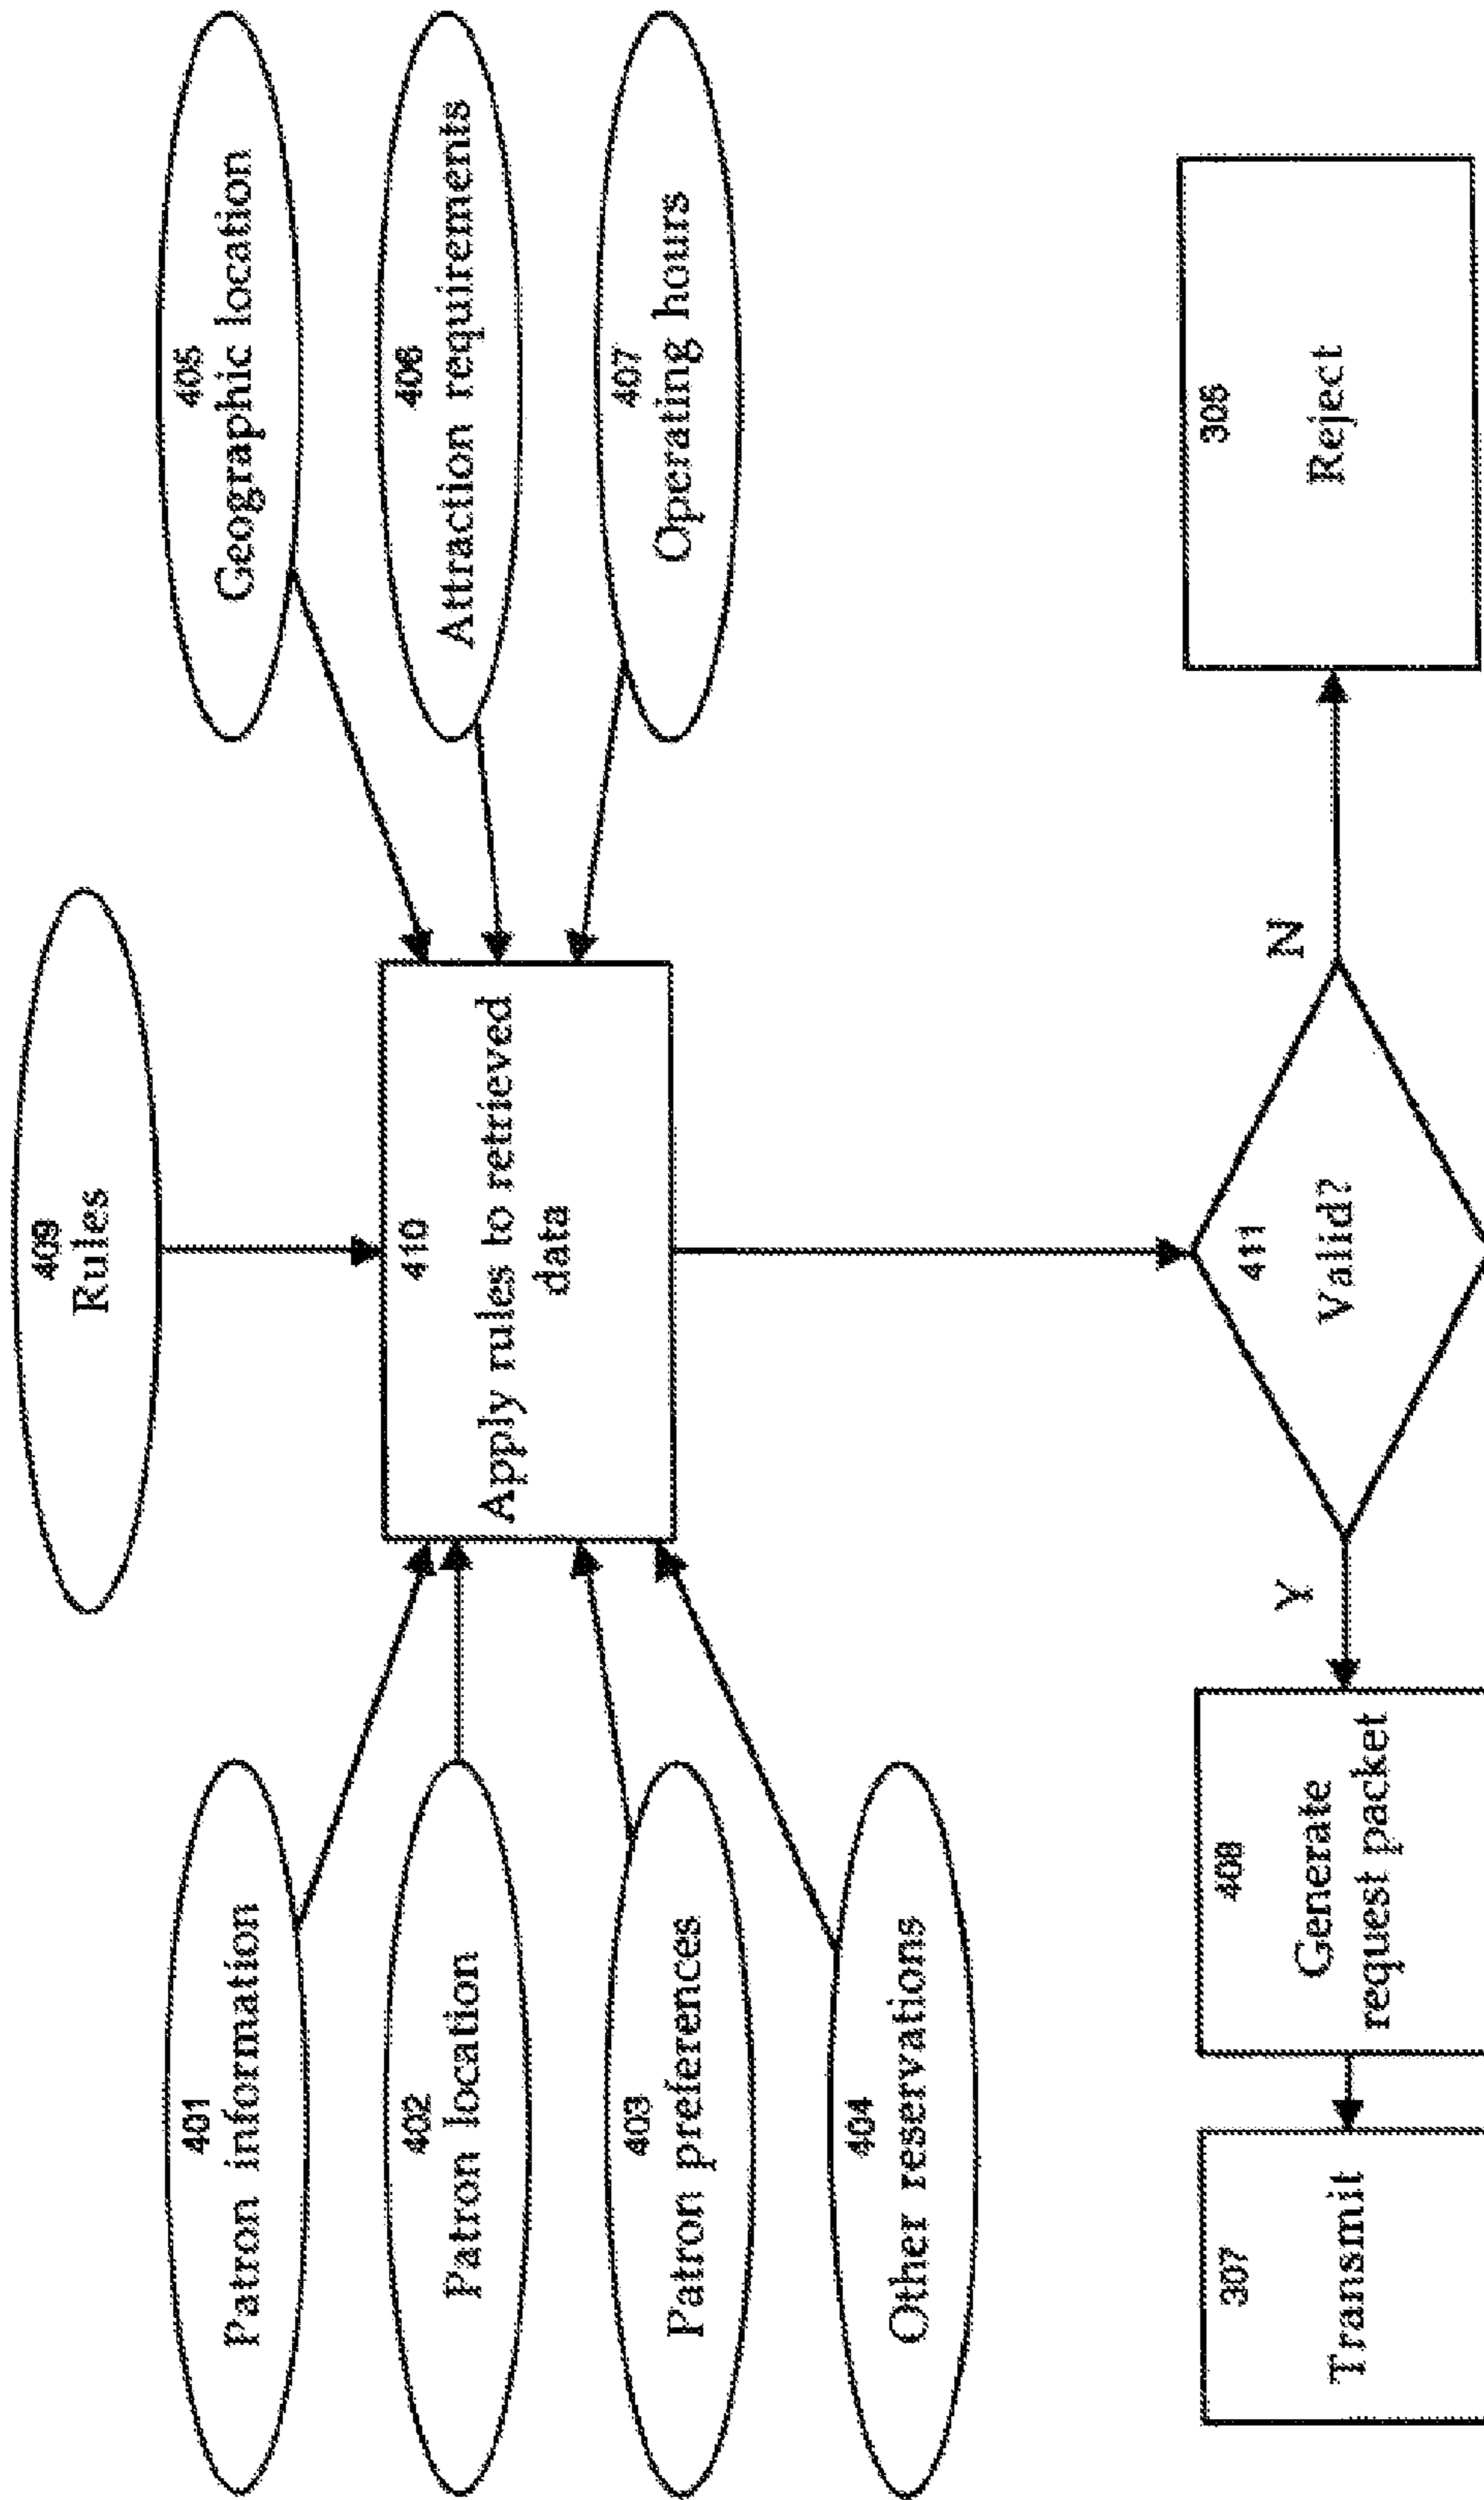 409
Rules
401
Patron information
402
Patron location
403
Patron preferences
404
Other reservations
410
Apply rules to retrieved
data
405
Geographic location
406
Attraction requirements
407
Operating hours
307
Transmit
408
Generate
request packet
Y
411
Valid?
N
305
Reject